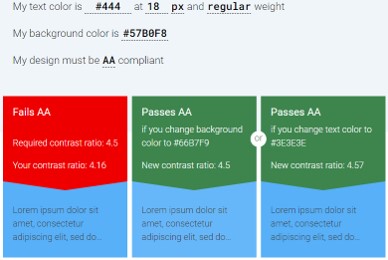 My text color is #444 at 18 px and regular weight
My background color is #57B0F8
My design must be AA compliant
Fails AA
Required contrast ratio: 4.5
Your contrast ratio: 4.16
Lorem ipsum dolor sit
amet, consectetur
adipiscing elit, sed do...
Passes AA
if you change background
color to #66B7F9
New contrast ratio: 4.5
Lorem ipsum dolor sit
amet, consectetur
adipiscing elit, sed do...
or
Passes AA
if you change text color to
#3E3E3E
New contrast ratio: 4.57
Lorem ipsum dolor sit
amet, consectetur
adipiscing elit, sed do...